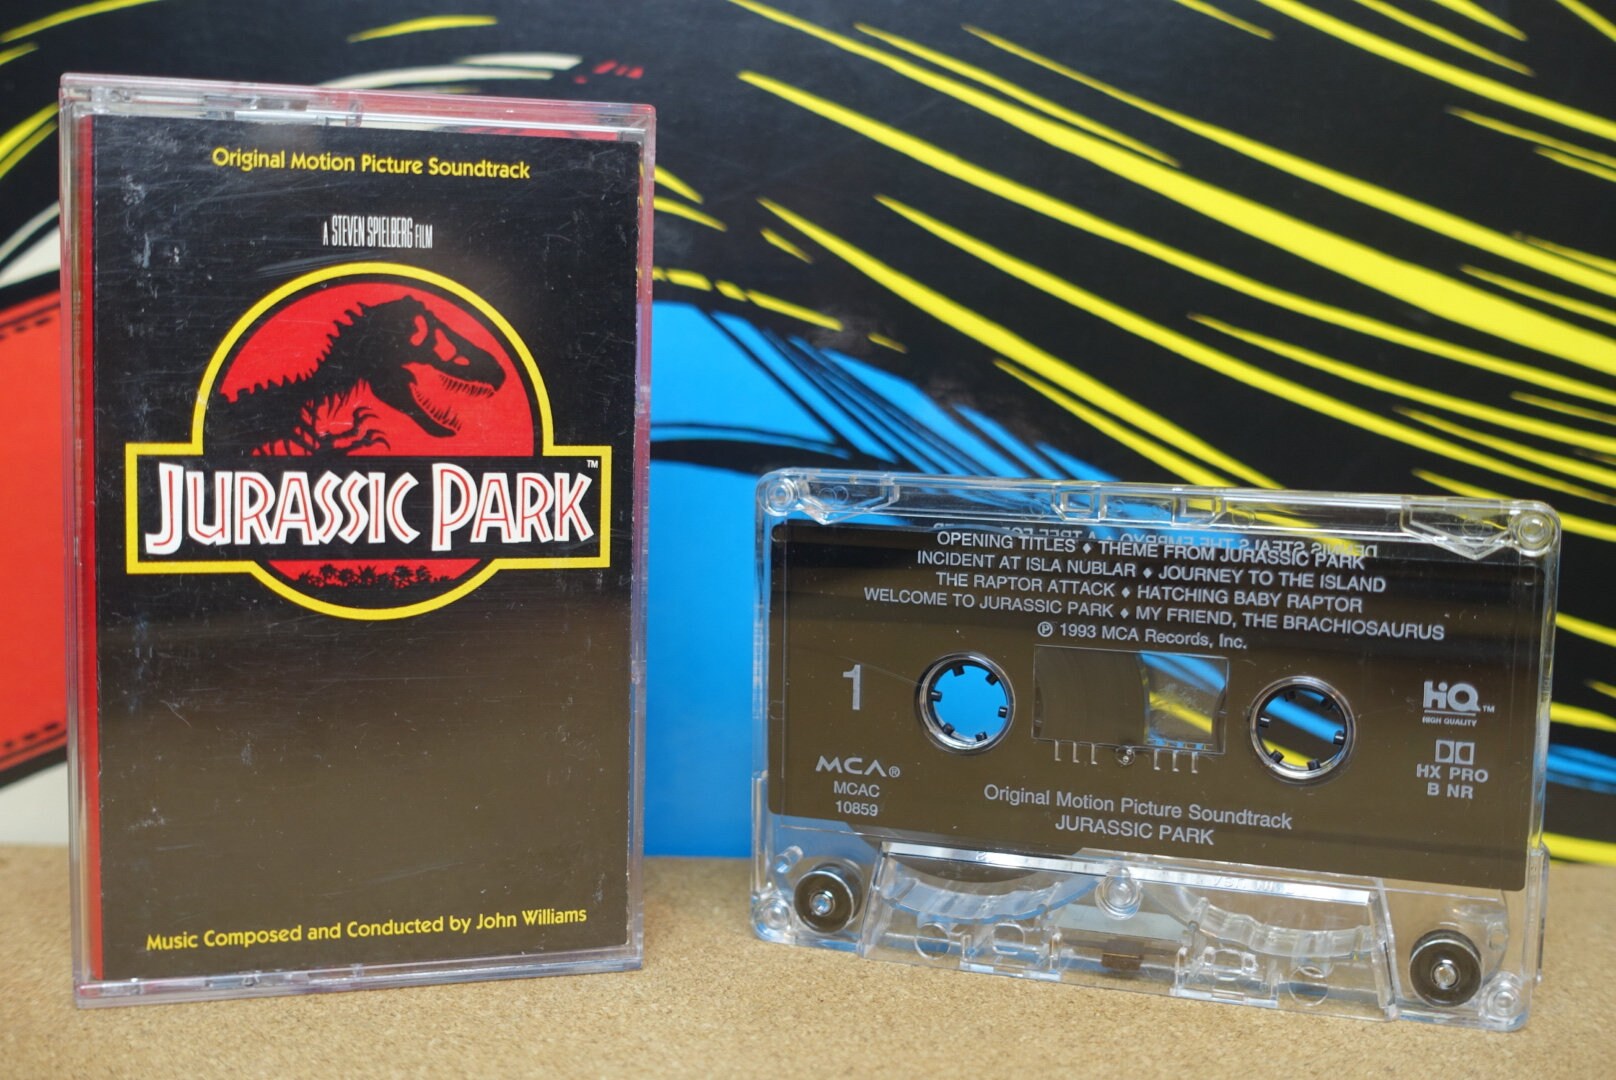 Original Motion Picture Soundtrack
A STEVEN SPIELBERG FILM
JURASSIC PARK™
Music Composed and Conducted by John Williams
OPENING TITLES ♦ THEME FROM JURASSIC PARK
INCIDENT AT ISLA NUBLAR ♦ JOURNEY TO THE ISLAND
THE RAPTOR ATTACK ♦ HATCHING BABY RAPTOR
WELCOME TO JURASSIC PARK ♦ MY FRIEND, THE BRACHIOSAURUS
℗ 1993 MCA Records, Inc.
1
HiQ™
HIGH QUALITY
HX PRO
B NR
MCA®
MCAC
10859
Original Motion Picture Soundtrack
JURASSIC PARK